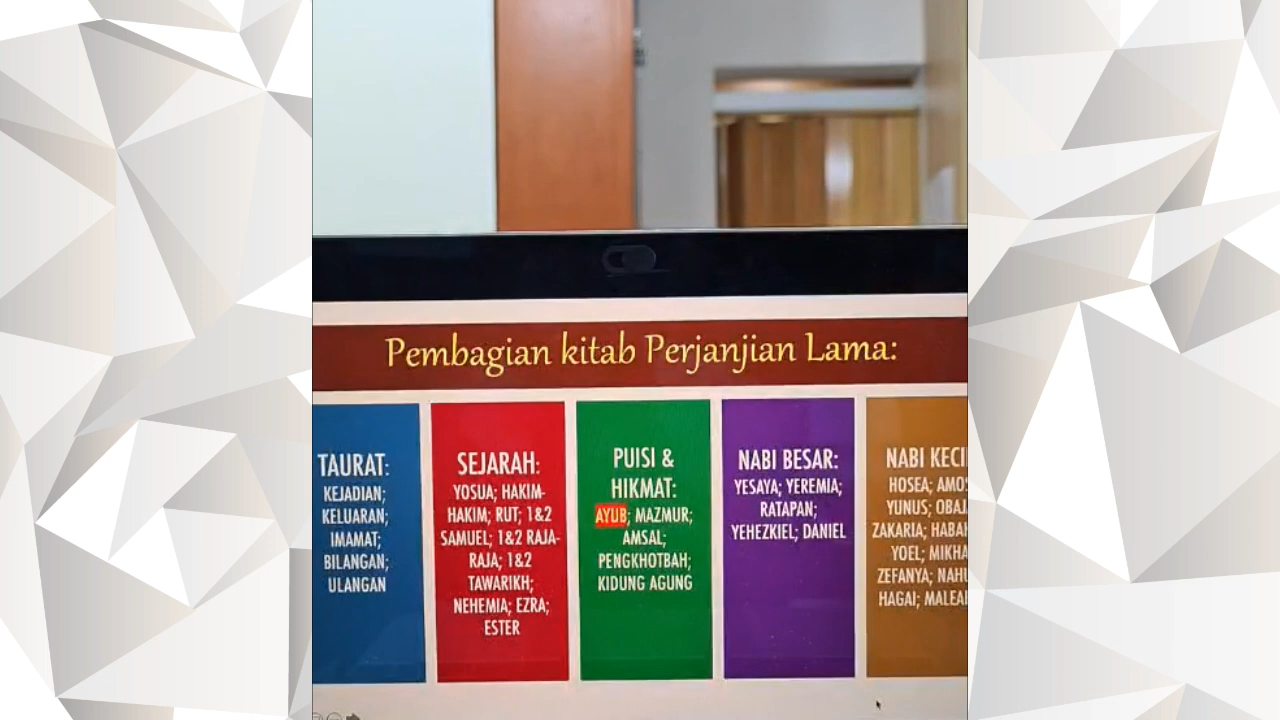 Pembagian kitab Perjanjian Lama:
TAURAT:
KEJADIAN;
KELUARAN;
IMAMAT;
BILANGAN;
ULANGAN
SEJARAH:
YOSUA; HAKIM-
HAKIM; RUT; 1&2
SAMUEL; 1&2 RAJA-
RAJA; 1&2
TAWARIKH;
NEHEMIA; EZRA;
ESTER
PUISI &
HIKMAT:
AYUB; MAZMUR;
AMSAL;
PENGKHOTBAH;
KIDUNG AGUNG
NABI BESAR:
YESAYA; YEREMIA;
RATAPAN;
YEHEZKIEL; DANIEL
NABI
HOSEA;
YUNUS;
ZAKARIA;
YOEL;
ZEFANYA;
HAGAI;